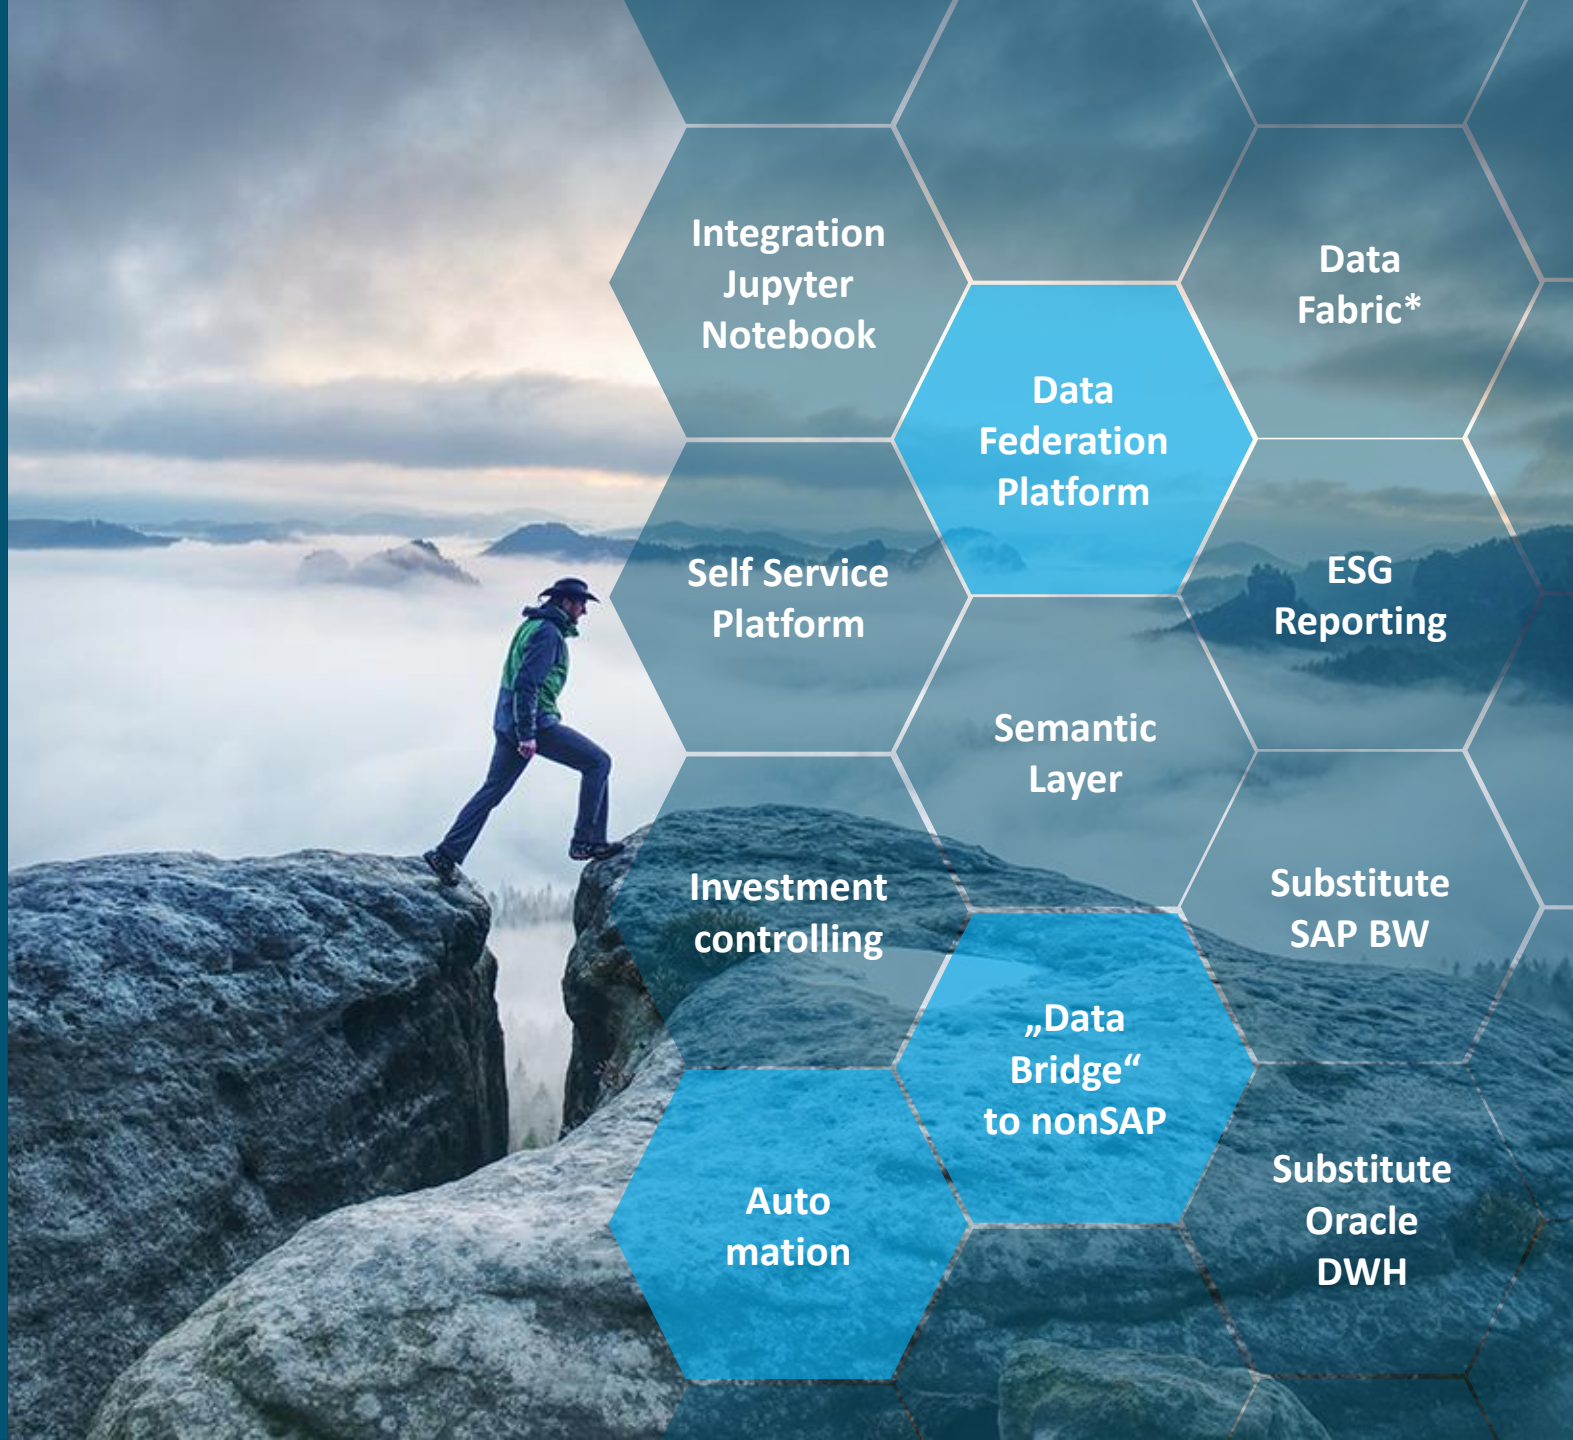 Integration
Jupyter
Notebook
Data
Fabric*
Data
Federation
Platform
Self Service
Platform
ESG
Reporting
Semantic
Layer
Investment
controlling
Substitute
SAP BW
„Data
Bridge“
to nonSAP
Auto
mation
Substitute
Oracle
DWH